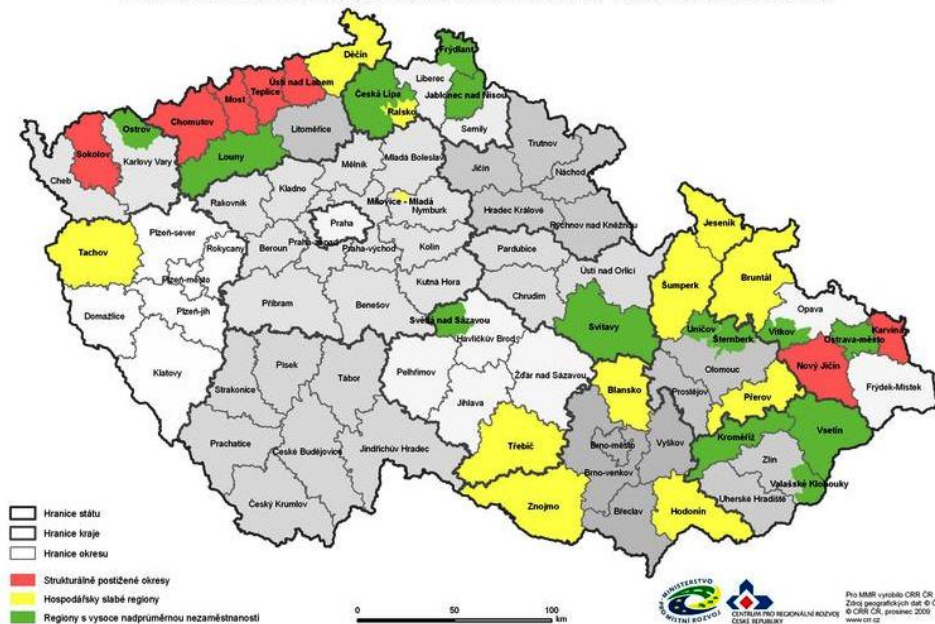 Děčín
Frýdlant
Ústí nad Labem
Liberec
Teplice
Most
Česká Lípa
Jablonec nad Nisou
Ralsko
Chomutov
Litoměřice
Semily
Ostrov
Trutnov
Sokolov
Louny
Karlovy Vary
Mělník
Mladá Boleslav
Jičín
Náchod
Cheb
Kladno
Rakovník
Milovice - Mladá
Nymburk
Hradec Králové
Rychnov nad Kněžnou
Jeseník
Praha
Plzeň-sever
Rokycany
Beroun
Praha-západ
Praha-východ
Kolín
Pardubice
Tachov
Ústí nad Orlicí
Šumperk
Bruntál
Plzeň-město
Kutná Hora
Chrudim
Příbram
Benešov
Opava
Domažlice
Plzeň-jih
Světlá nad Sázavou
Svitavy
Uničov
Šternberk
Vítkov
Ostrava-město
Karviná
Havlíčkův Brod
Klatovy
Písek
Tábor
Pelhřimov
Žďár nad Sázavou
Olomouc
Nový Jičín
Frýdek-Místek
Strakonice
Blansko
Prostějov
Přerov
Jihlava
Vsetín
Prachatice
České Budějovice
Jindřichův Hradec
Třebíč
Brno-město
Vyškov
Kroměříž
Zlín
Brno-venkov
Valašské Klobouky
Český Krumlov
Znojmo
Břeclav
Hodonín
Uherské Hradiště
Hranice státu
Hranice kraje
Hranice okresu
Strukturálně postižené okresy
Hospodářsky slabé regiony
Regiony s vysoce nadprůměrnou nezaměstnaností
0 50 100
km
MINISTERSTVO
PRO MÍSTNÍ ROZVOJ
CENTRUM PRO REGIONÁLNÍ ROZVOJ
ČESKÉ REPUBLIKY
Pro MMR vyrobilo CRR ČR
Zdroj geografických dat © Č
© CRR ČR, prosinec 2009
www.crr.cz